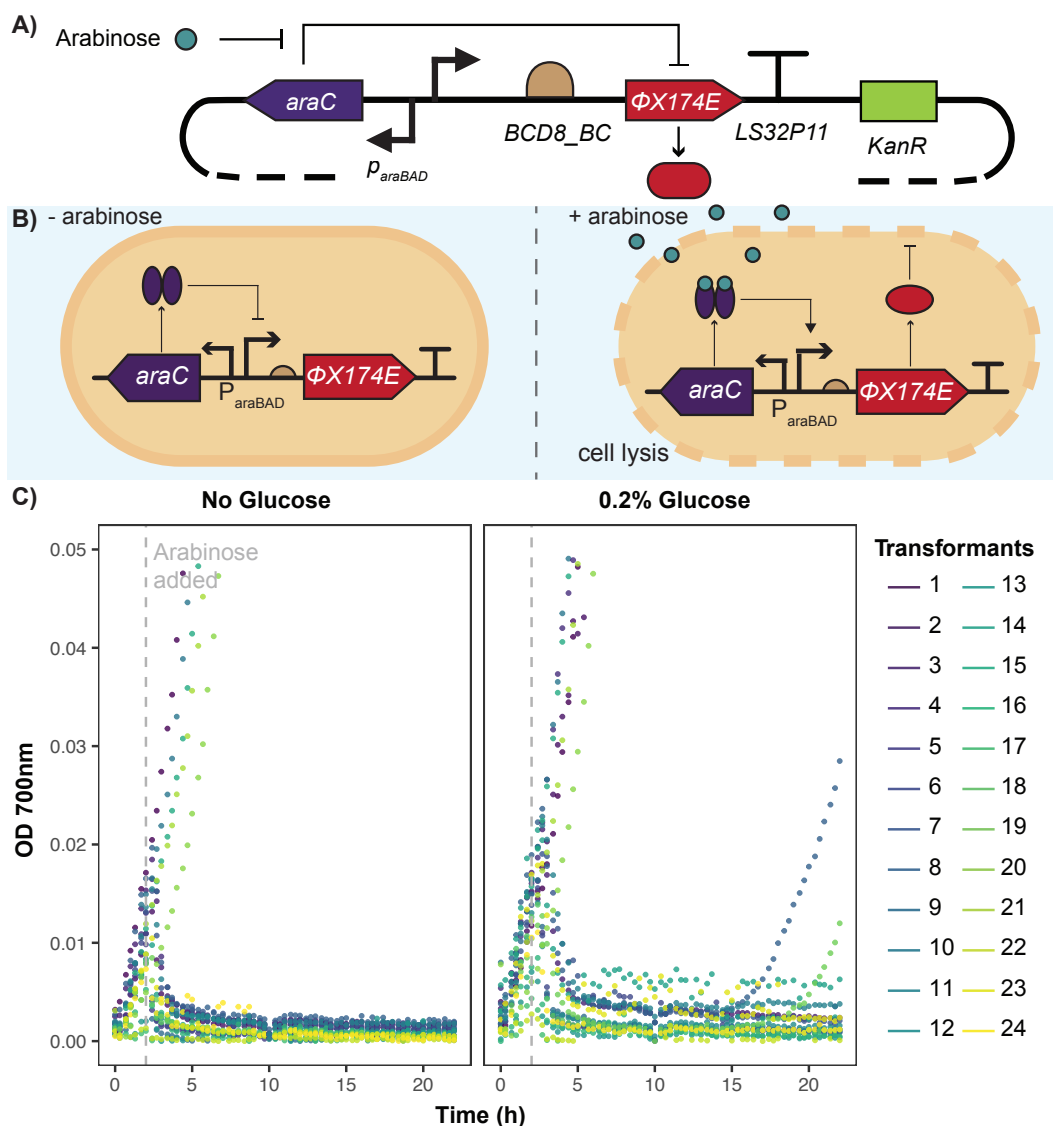 A)
Arabinose
araC
ΦX174E
BCD8_BC
LS32P11
KanR
ParaBAD
B)
- arabinose
+ arabinose
araC
ΦX174E
ParaBAD
araC
ΦX174E
ParaBAD
cell lysis
C)
No Glucose
0.2% Glucose
Arabinose
added
OD 700nm
0.05
0.04
0.03
0.02
0.01
0.00
0 5 10 15 20
0 5 10 15 20
Time (h)
Transformants
1 13
2 14
3 15
4 16
5 17
6 18
7 19
8 20
9 21
10 22
11 23
12 24